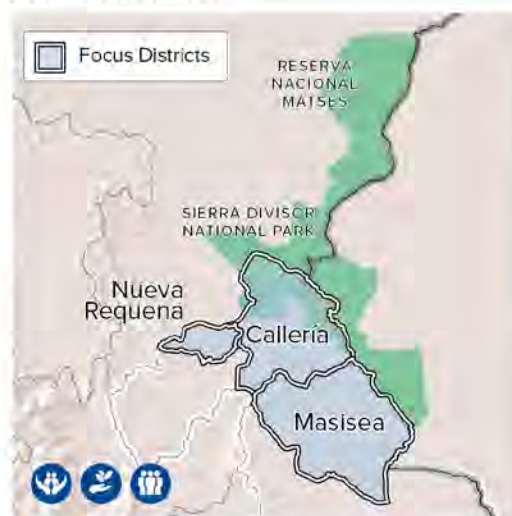 Focus Districts
RESERVA
NACIONAL
MATSES
SIERRA DIVISOR
NATIONAL PARK
Nueva
Requena
Callería
Masisea